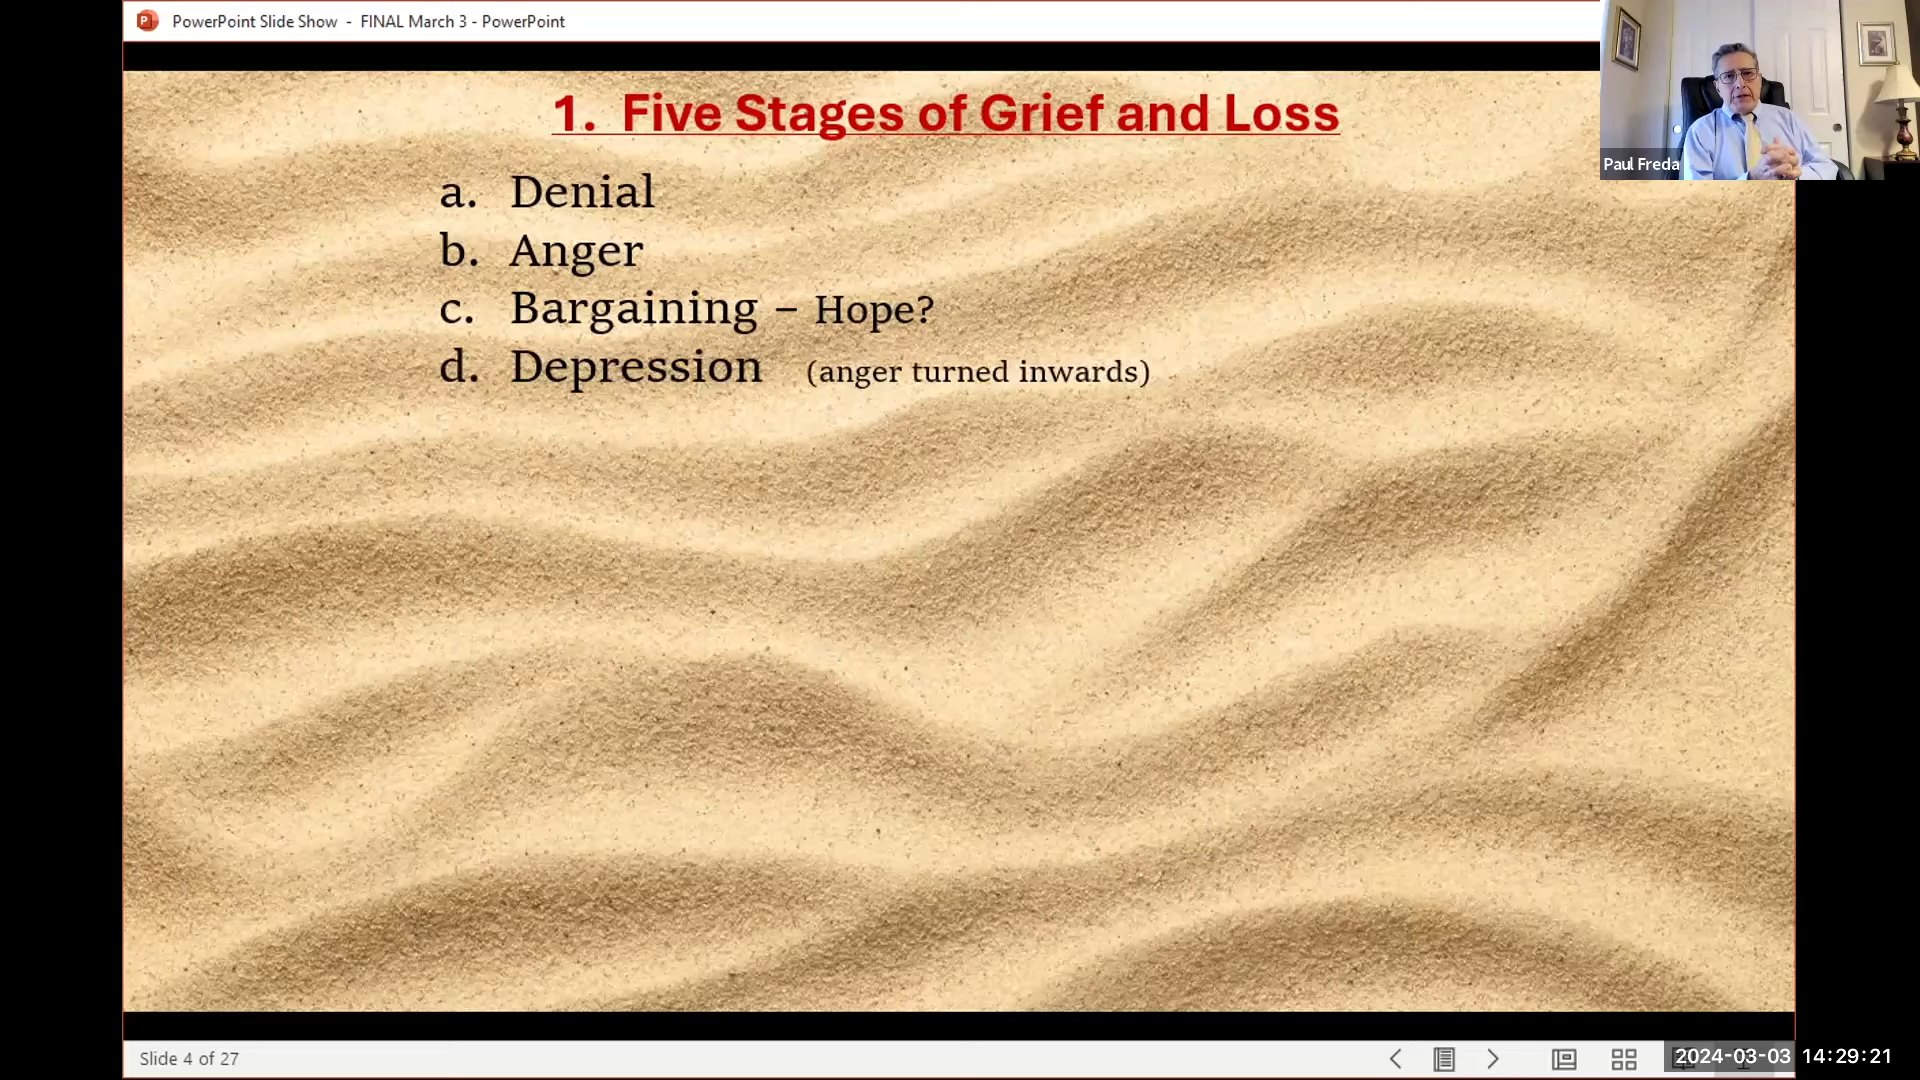 PowerPoint Slide Show - FINAL March 3 - PowerPoint
1. Five Stages of Grief and Loss
Paul Freda
a. Denial
b. Anger
c. Bargaining – Hope?
d. Depression (anger turned inwards)
Slide 4 of 27
2024-03-03 14:29:21